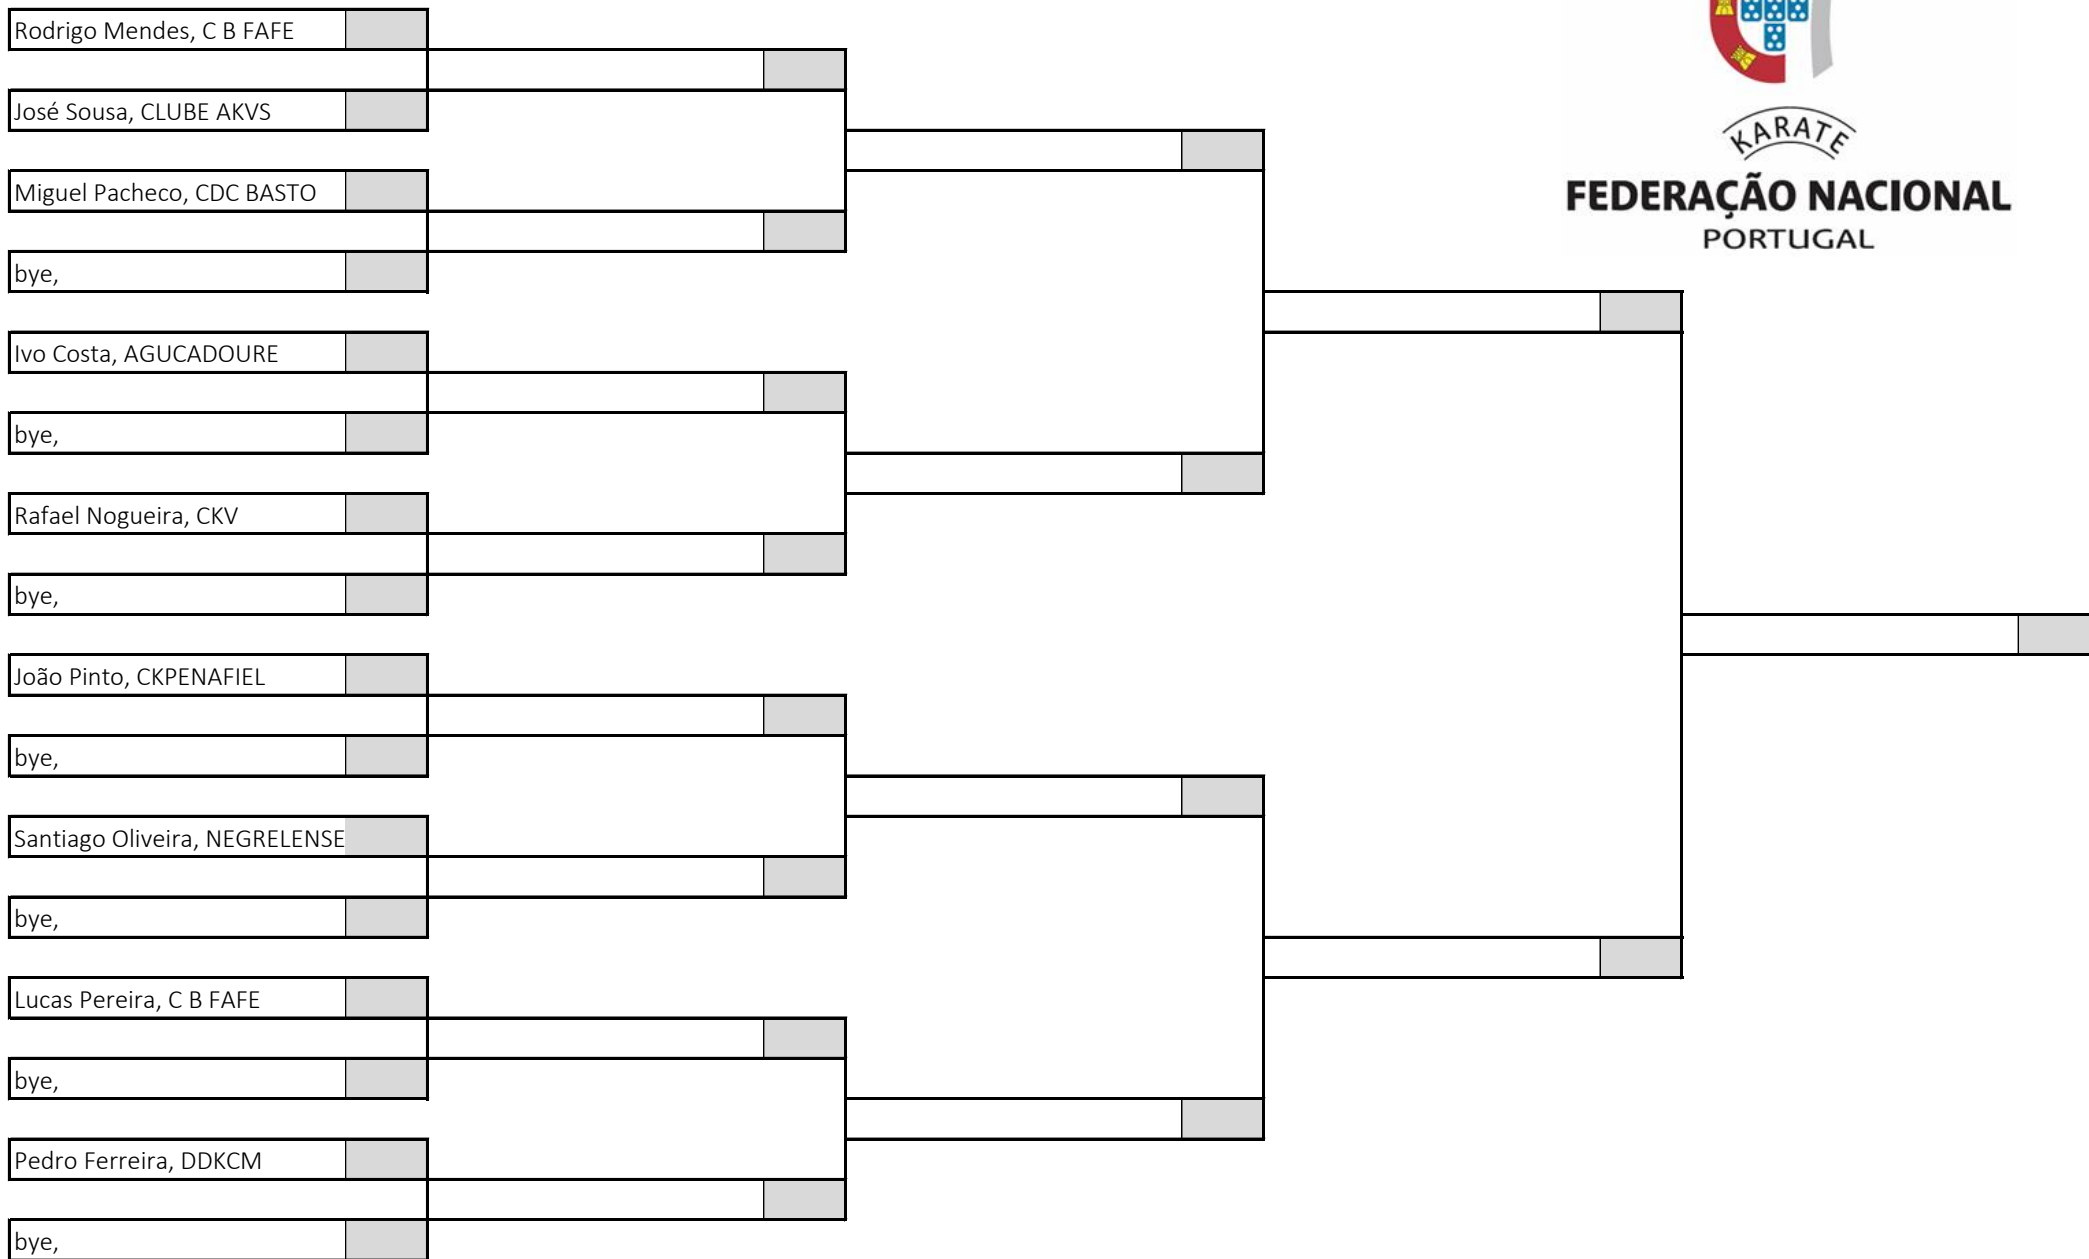 Rodrigo Mendes, C B FAFE
José Sousa, CLUBE AKVS
Miguel Pacheco, CDC BASTO
bye,
Ivo Costa, AGUCADOURE
bye,
Rafael Nogueira, CKV
bye,
João Pinto, CKPENAFIEL
bye,
Santiago Oliveira, NEGRELENSE
bye,
Lucas Pereira, C B FAFE
bye,
Pedro Ferreira, DDKCM
bye,
KARATE
FEDERAÇÃO NACIONAL
PORTUGAL